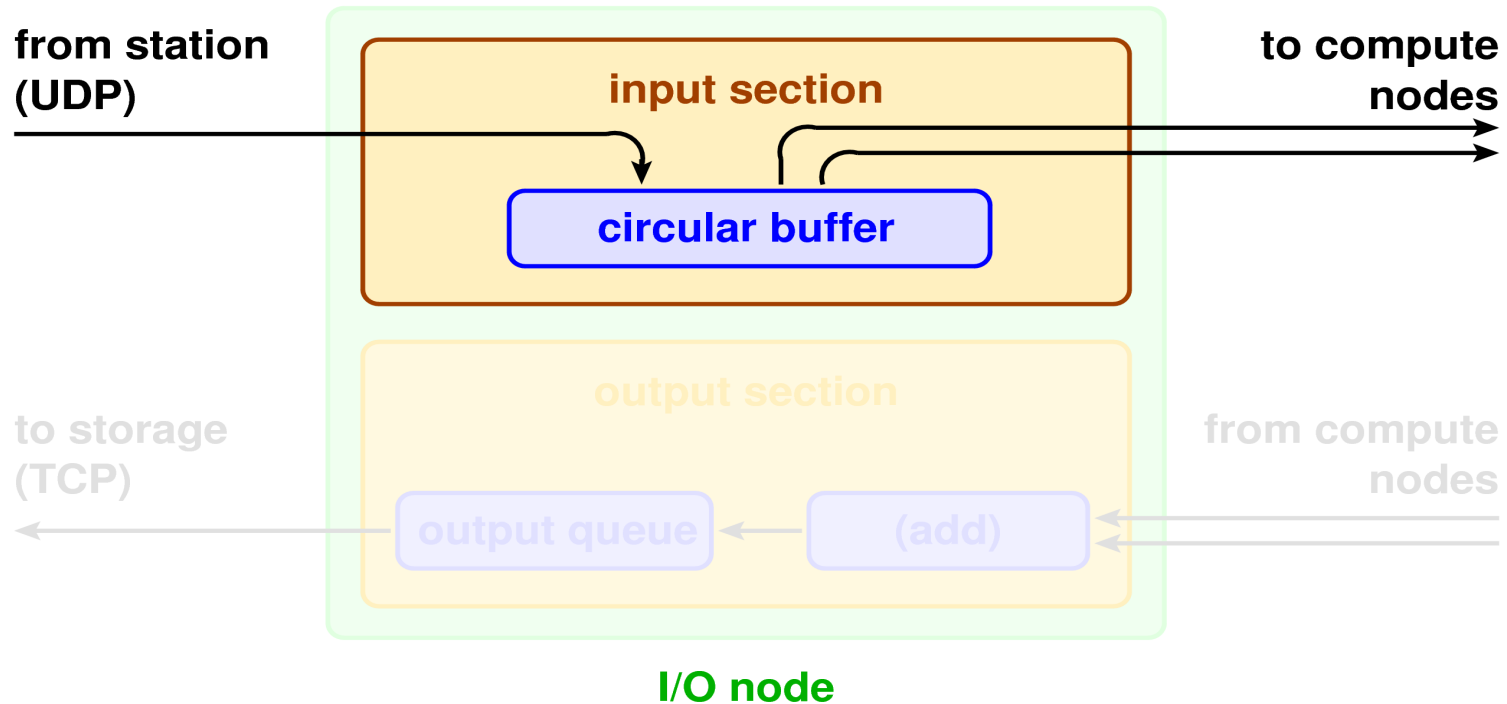 from station
(UDP)
to compute
nodes
input section
circular buffer
output section
to storage
(TCP)
from compute
nodes
output queue
(add)
I/O node